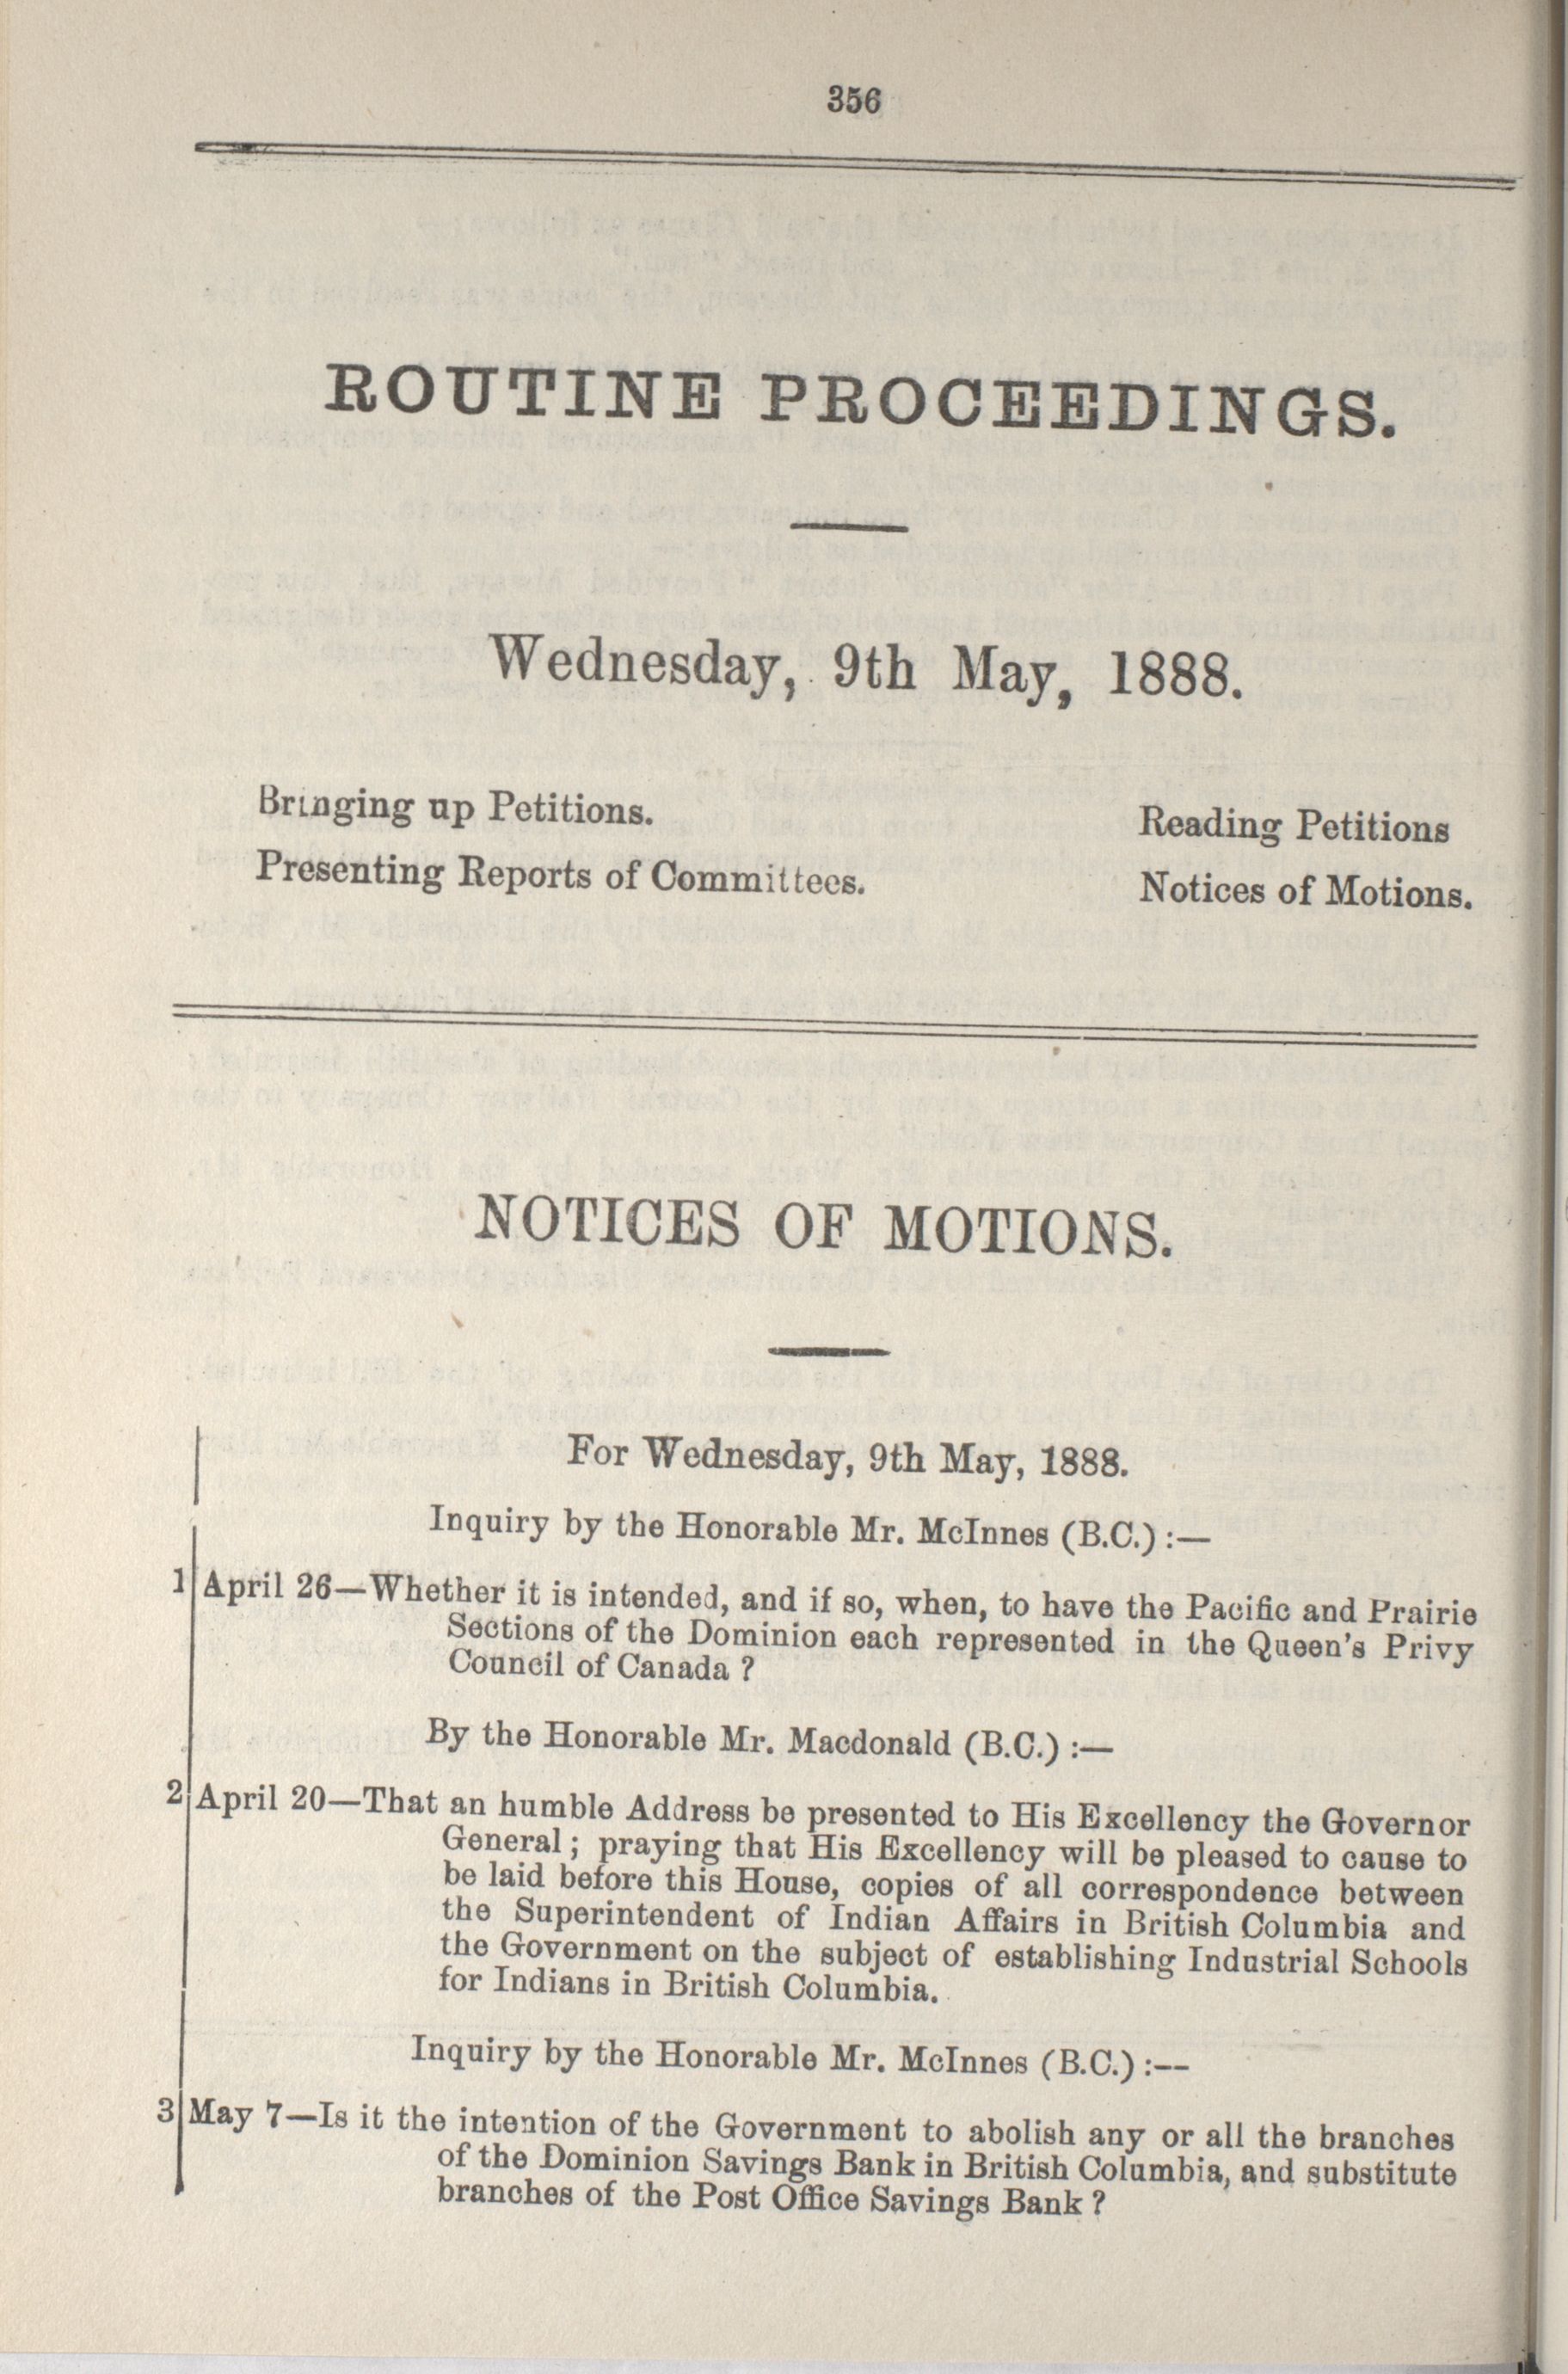 356
ROUTINE PROCEEDINGS.
Wednesday, 9th May, 1888.
Bringing up Petitions.
Reading Petitions
Presenting Reports of Committees.
Notices of Motions.
NOTICES OF MOTIONS.
For Wednesday, 9th May, 1888.
Inquiry by the Honorable Mr. McInnes (B.C.) :—
1 April 26—Whether it is intended, and if so, when, to have the Pacific and Prairie
Sections of the Dominion each represented in the Queen's Privy
Council of Canada ?
By the Honorable Mr. Macdonald (B.C.) :—
2 April 20—That an humble Address be presented to His Excellency the Governor
General ; praying that His Excellency will be pleased to cause to
be laid before this House, copies of all correspondence between
the Superintendent of Indian Affairs in British Columbia and
the Government on the subject of establishing Industrial Schools
for Indians in British Columbia.
Inquiry by the Honorable Mr. McInnes (B.C.) :--
3 May 7—Is it the intention of the Government to abolish any or all the branches
of the Dominion Savings Bank in British Columbia, and substitute
branches of the Post Office Savings Bank ?